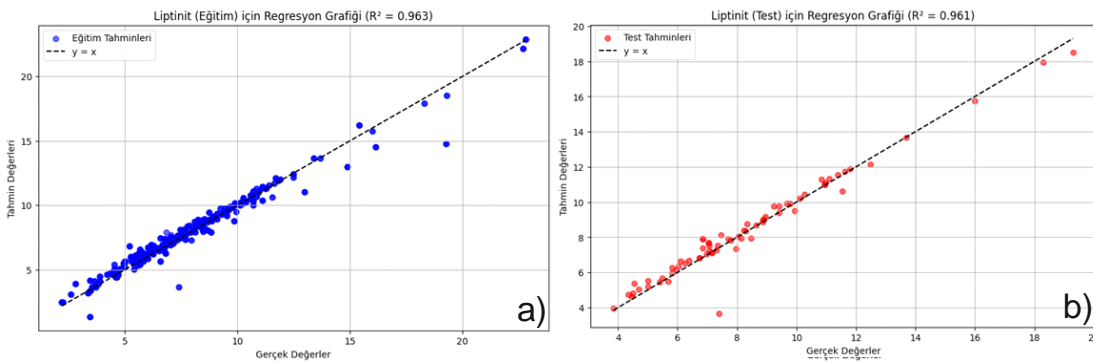 Liptinit (Eğitim) için Regresyon Grafiği (R² = 0.963)
Eğitim Tahminleri
y = x
20
15
10
5
Tahmin Değerleri
5
10
15
20
Gerçek Değerler
a)
Liptinit (Test) için Regresyon Grafiği (R² = 0.961)
Test Tahminleri
y = x
20
18
16
14
12
10
8
6
4
Tahmin Değerleri
4
6
8
10
12
14
16
18
Gerçek Değerler
b)